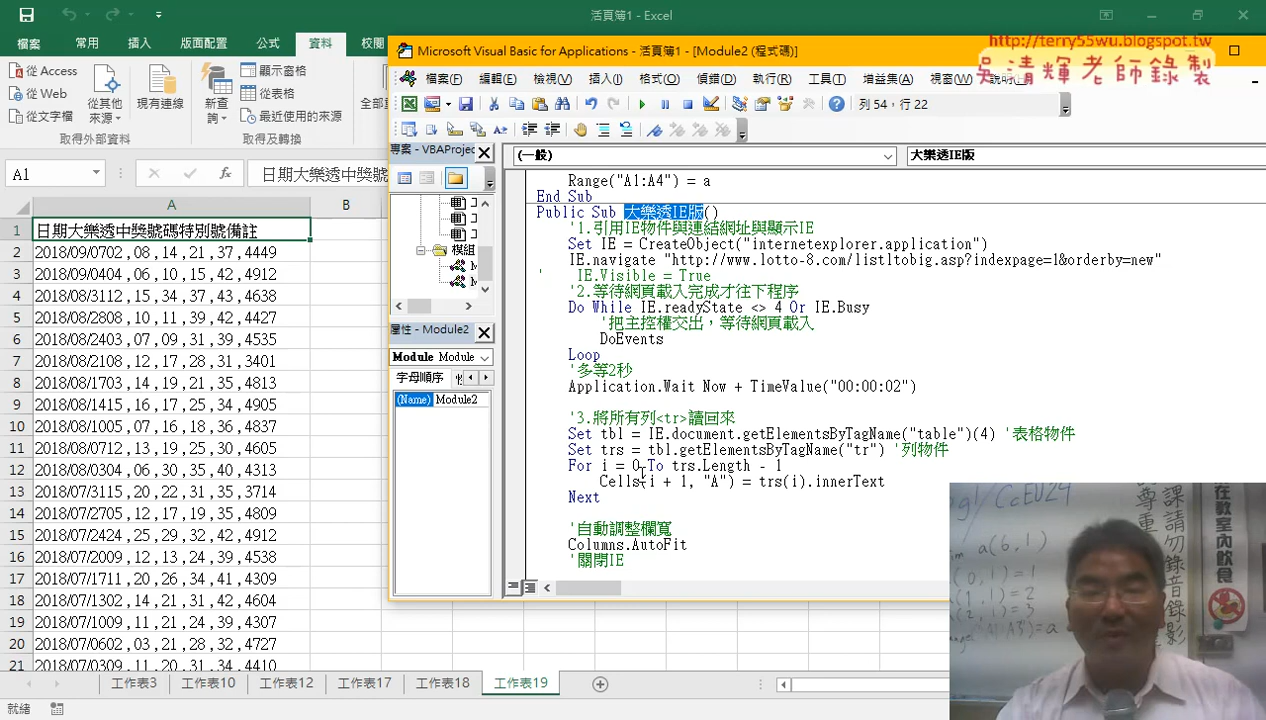 活頁簿1 - Excel
檔案 常用 插入 版面配置 公式 資料 校閱
從 Access
從 Web
從文字檔
從其他來源
現有連線
新查詢
顯示窗格
從表格
最近使用的來源
全部重
取得外部資料 取得及轉換
A1 fx 日期大樂透中獎號
A B
1 日期大樂透中獎號碼特別號備註
2 2018/09/0702 ,08 ,14 ,21 ,37 ,4449
3 2018/09/0404 ,06 ,10 ,15 ,42 ,4912
4 2018/08/3112 ,15 ,34 ,37 ,43 ,4638
5 2018/08/2808 ,10 ,11 ,39 ,42 ,4427
6 2018/08/2403 ,07 ,09 ,31 ,39 ,4535
7 2018/08/2108 ,12 ,17 ,28 ,31 ,3401
8 2018/08/1703 ,14 ,19 ,21 ,35 ,4813
9 2018/08/1415 ,16 ,17 ,25 ,34 ,4905
10 2018/08/1005 ,07 ,16 ,18 ,36 ,4837
11 2018/08/0712 ,13 ,19 ,25 ,30 ,4605
12 2018/08/0304 ,06 ,30 ,35 ,40 ,4313
13 2018/07/3102 ,15 ,19 ,22 ,35 ,3714
14 2018/07/2705 ,12 ,17 ,19 ,35 ,4809
15 2018/07/2424 ,25 ,29 ,32 ,42 ,4912
16 2018/07/2009 ,12 ,13 ,24 ,39 ,4538
17 2018/07/1711 ,20 ,26 ,34 ,41 ,4309
18 2018/07/1302 ,14 ,21 ,31 ,42 ,4604
19 2018/07/1009 ,11 ,21 ,24 ,39 ,4307
20 2018/07/0602 ,03 ,21 ,28 ,32 ,4727
21 2018/07/0309 ,11 ,20 ,31 ,34 ,4410
工作表3 工作表10 工作表12 工作表17 工作表18 工作表19
就緒
Microsoft Visual Basic for Applications - 活頁簿1 - [Module2 (程式碼)]
http://terry55wu.blogspot.tw
吳清輝老師錄製
檔案(F) 編輯(E) 檢視(V) 插入(I) 格式(O) 偵錯(D) 執行(R) 工具(T) 增益集(A) 視窗(W)
列 54，行 22
專案 - VBAProjec
模組
屬性 - Module2
Module Module
字母順序
(Name) Module2
(一般) 大樂透IE版
Range("A1:A4") = a
End Sub
Public Sub 大樂透IE版()
'1.引用IE物件與連結網址與顯示IE
Set IE = CreateObject("internetexplorer.application")
IE.navigate "http://www.lotto-8.com/listltobig.asp?indexpage=1&orderby=new"
' IE.Visible = True
'2.等待網頁載入完成才往下程序
Do While IE.readyState <> 4 Or IE.Busy
'把主控權交出，等待網頁載入
DoEvents
Loop
'多等2秒
Application.Wait Now + TimeValue("00:00:02")
'3.將所有列<tr>讀回來
Set tbl = IE.document.getElementsByTagName("table")(4) '表格物件
Set trs = tbl.getElementsByTagName("tr") '列物件
For i = 0 To trs.Length - 1
Cells(i + 1, "A") = trs(i).innerText
Next
'自動調整欄寬
Columns.AutoFit
'關閉IE